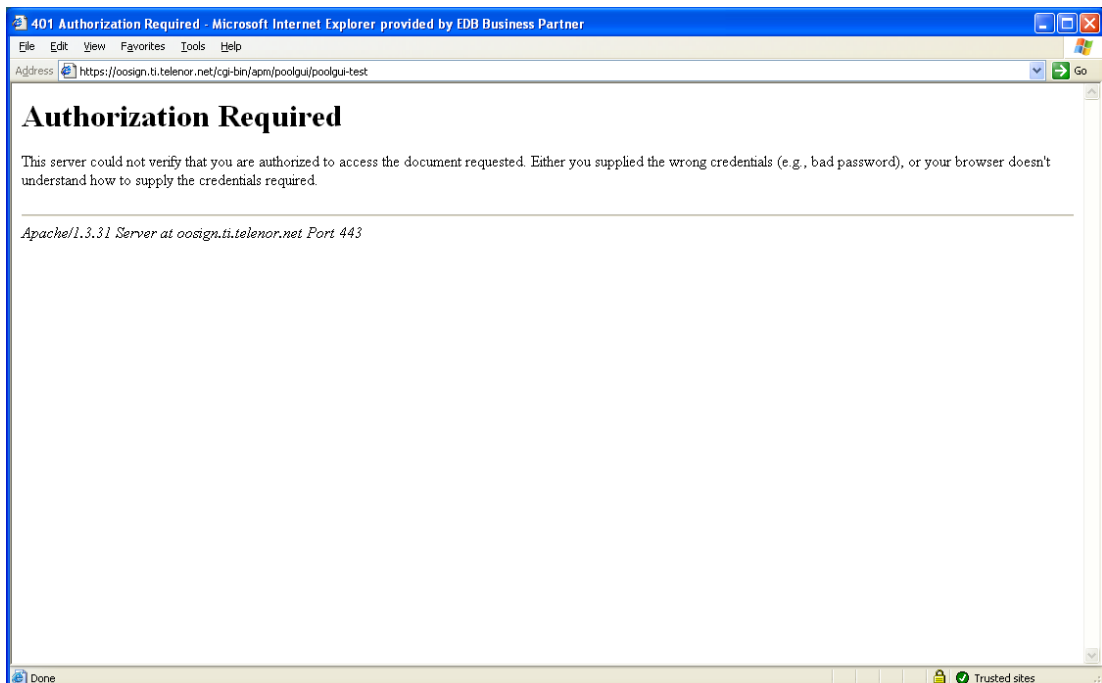 401 Authorization Required - Microsoft Internet Explorer provided by EDB Business Partner
File Edit View Favorites Tools Help
Address https://oosign.ti.telenor.net/cgi-bin/apm/poolgui/poolgui-test Go
Authorization Required
This server could not verify that you are authorized to access the document requested. Either you supplied the wrong credentials (e.g., bad password), or your browser doesn't
understand how to supply the credentials required.
Apache/1.3.31 Server at oosign.ti.telenor.net Port 443
Done Trusted sites